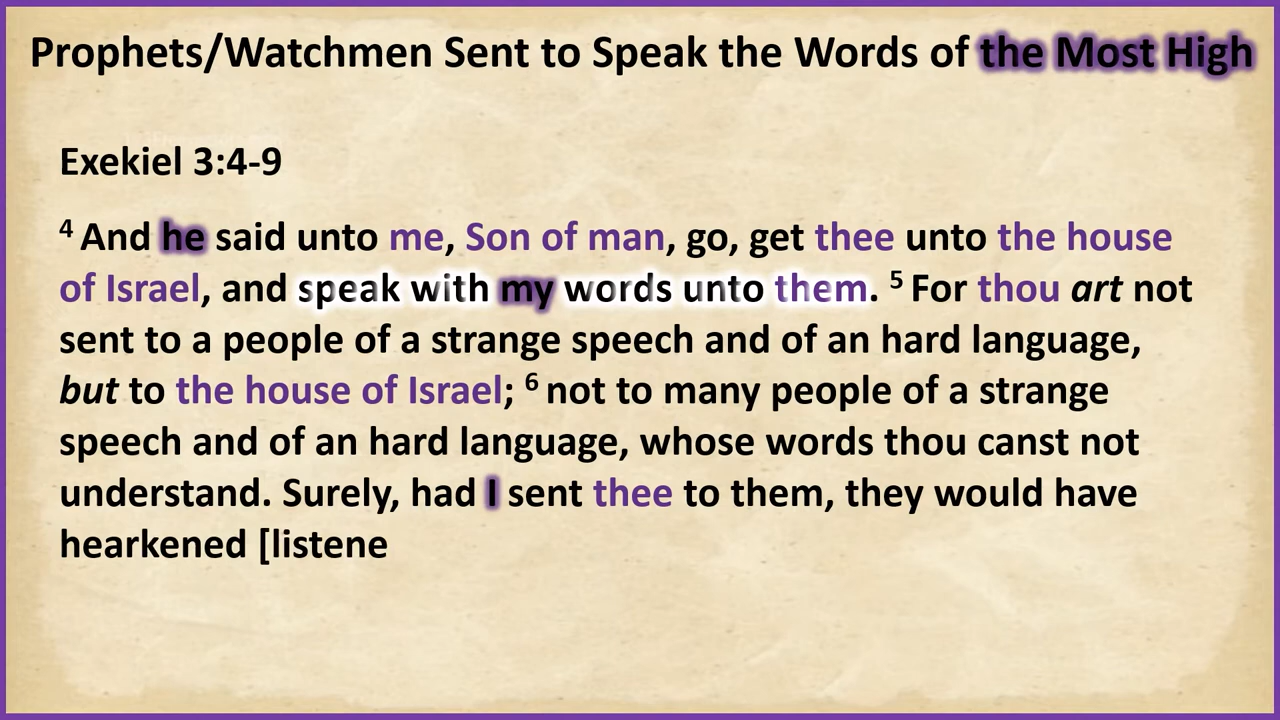 Prophets/Watchmen Sent to Speak the Words of the Most High
Exekiel 3:4-9
4 And he said unto me, Son of man, go, get thee unto the house
of Israel, and speak with my words unto them. 5 For thou art not
sent to a people of a strange speech and of an hard language,
but to the house of Israel; 6 not to many people of a strange
speech and of an hard language, whose words thou canst not
understand. Surely, had I sent thee to them, they would have
hearkened [listene